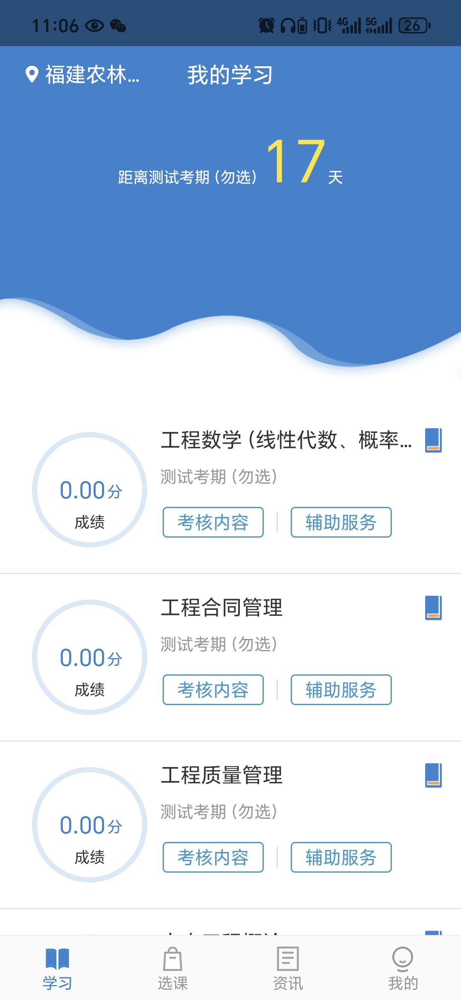 11:06 4G 5G 26
福建农林... 我的学习
距离测试考期（勿选）17天
工程数学（线性代数、概率...
测试考期（勿选）
0.00分
成绩
考核内容 辅助服务
工程合同管理
测试考期（勿选）
0.00分
成绩
考核内容 辅助服务
工程质量管理
测试考期（勿选）
0.00分
成绩
考核内容 辅助服务
学习 选课 资讯 我的